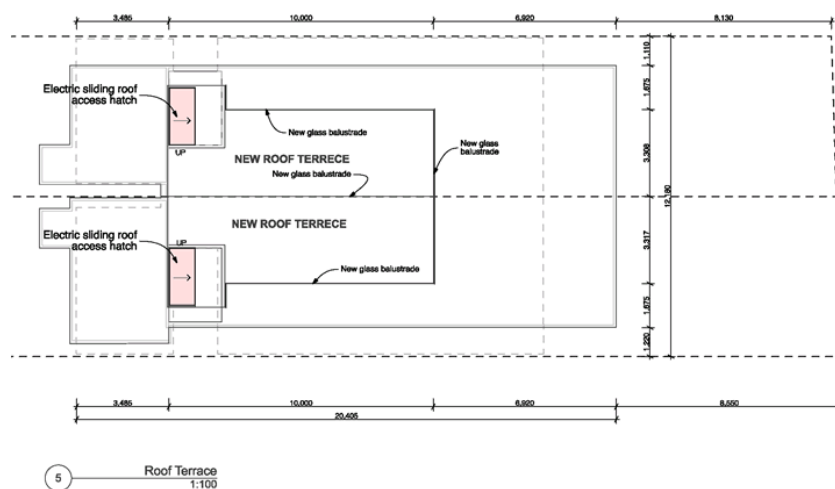 3,485
10,000
6,920
8,130
1,110
1,675
3,308
12,180
3,317
1,675
1,220
Electric sliding roof
access hatch
UP
New glass balustrade
NEW ROOF TERRECE
New glass
balustrade
New glass balustrade
NEW ROOF TERRECE
UP
Electric sliding roof
access hatch
New glass balustrade
3,485
10,000
6,920
8,550
20,405
5
Roof Terrace
1:100